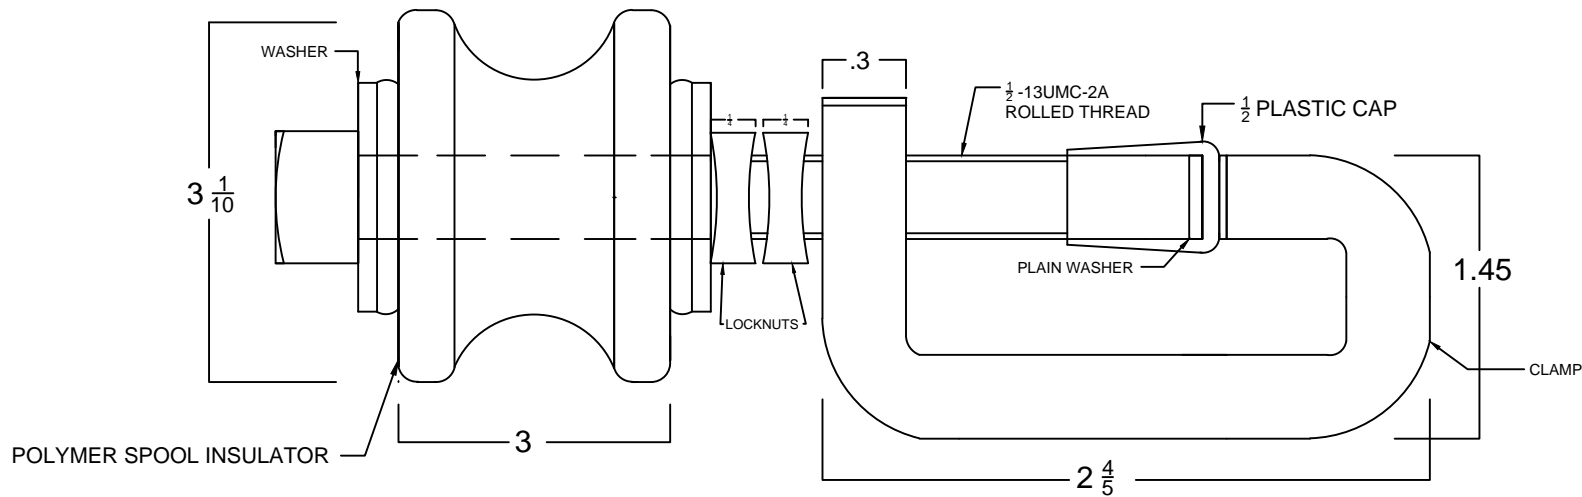 WASHER
.3
1/2 -13UMC-2A
ROLLED THREAD
1/2 PLASTIC CAP
1/4
1/4
3 1/10
PLAIN WASHER
1.45
LOCKNUTS
CLAMP
3
POLYMER SPOOL INSULATOR
2 4/5